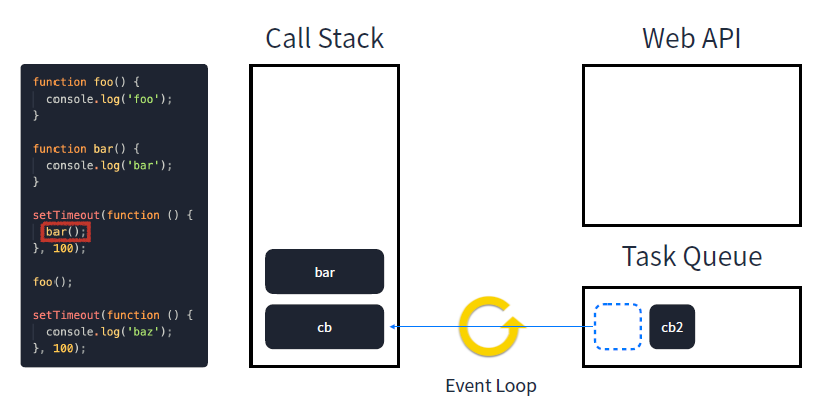 Call Stack
Web API
function foo() {
  console.log('foo');
}
function bar() {
  console.log('bar');
}
setTimeout(function () {
  bar();
}, 100);
foo();
setTimeout(function () {
  console.log('baz');
}, 100);
bar
cb
Event Loop
Task Queue
cb2